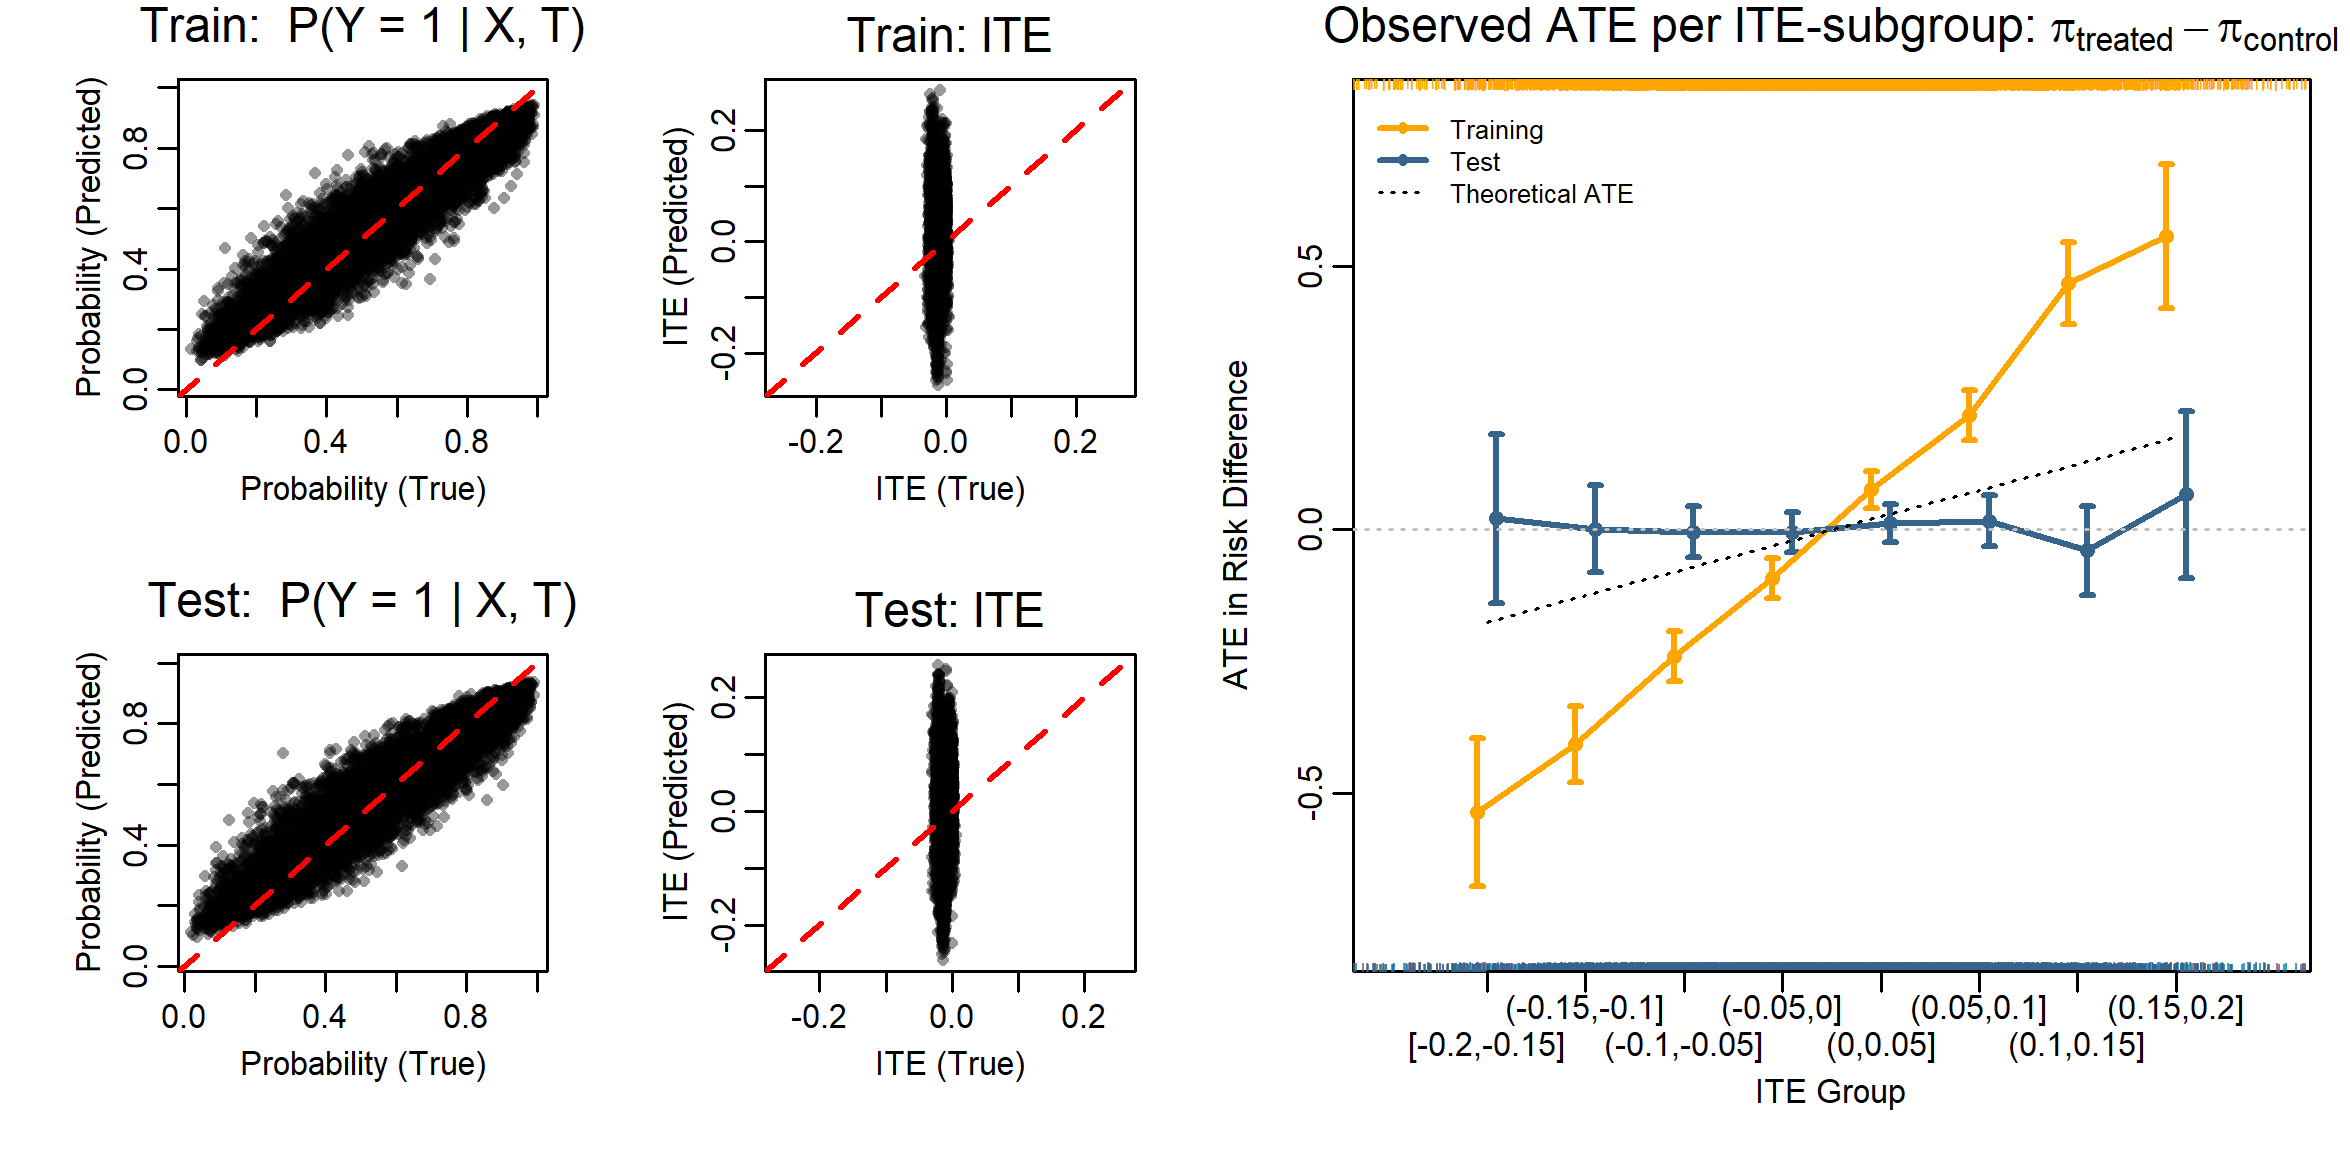 Train:  P(Y = 1 | X, T)
Probability (Predicted)
0.0 0.4 0.8
0.0 0.4 0.8
Probability (True)
Train: ITE
ITE (Predicted)
-0.2 0.0 0.2
-0.2 0.0 0.2
ITE (True)
Test:  P(Y = 1 | X, T)
Probability (Predicted)
0.0 0.4 0.8
0.0 0.4 0.8
Probability (True)
Test: ITE
ITE (Predicted)
-0.2 0.0 0.2
-0.2 0.0 0.2
ITE (True)
Observed ATE per ITE-subgroup: πtreated − πcontrol
Training
Test
Theoretical ATE
ATE in Risk Difference
-0.5 0.0 0.5
(-0.15,-0.1] (-0.05,0] (0.05,0.1] (0.15,0.2]
[-0.2,-0.15] (-0.1,-0.05] (0,0.05] (0.1,0.15]
ITE Group